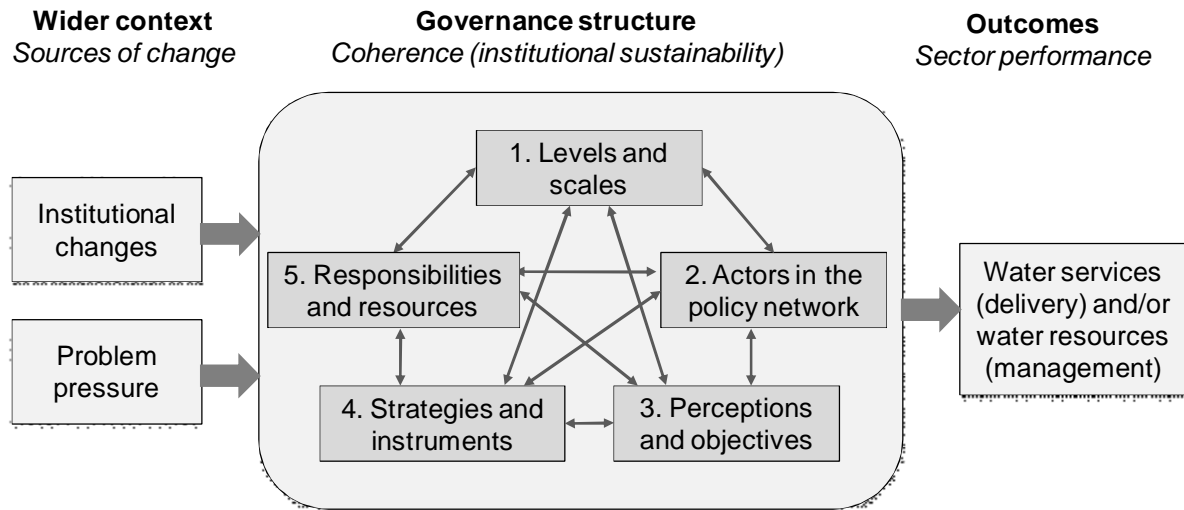 Wider context
Sources of change
Governance structure
Coherence (institutional sustainability)
Outcomes
Sector performance
Institutional
changes
Problem
pressure
1. Levels and
scales
5. Responsibilities
and resources
2. Actors in the
policy network
4. Strategies and
instruments
3. Perceptions
and objectives
Water services
(delivery) and/or
water resources
(management)